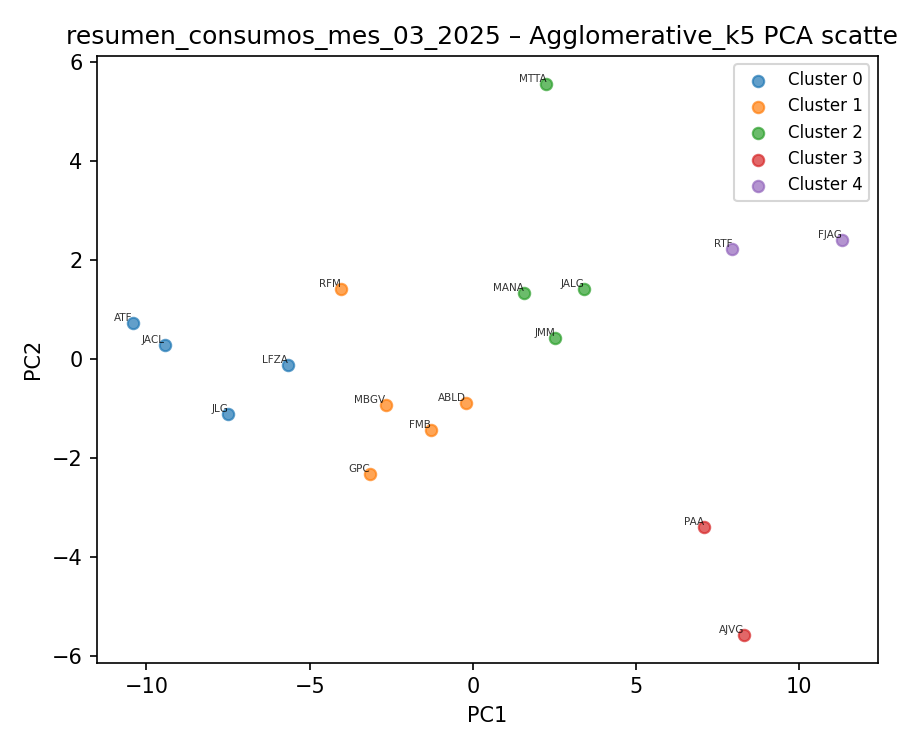 resumen_consumos_mes_03_2025 – Agglomerative_k5 PCA scatte
Cluster 0
Cluster 1
Cluster 2
Cluster 3
Cluster 4
6
4
2
0
−2
−4
−6
PC2
MTTA
RTF
FJAG
RFM
MANA
JALG
ATF
JACL
JMM
LFZA
JLG
MBGV
ABLD
FMB
GPC
PAA
AJVG
−10
−5
0
5
10
PC1